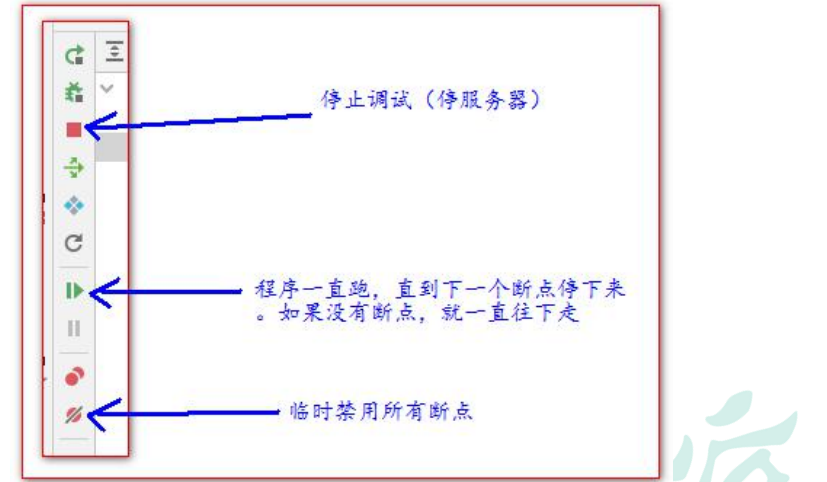 停止调试（停服务器）
程序一直跑，直到下一个断点停下来
。如果没有断点，就一直往下走
临时禁用所有断点